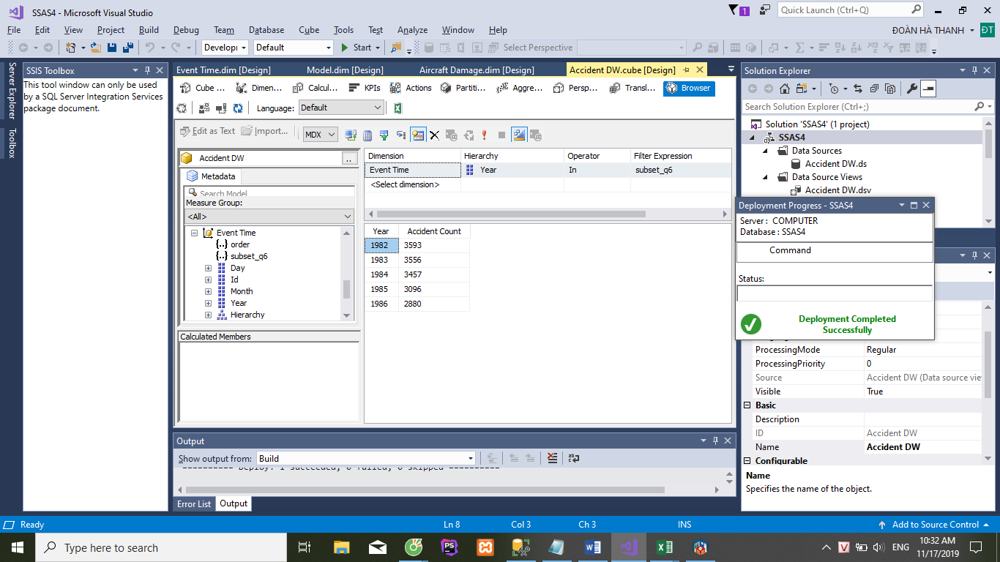 SSAS4 - Microsoft Visual Studio
1
Quick Launch (Ctrl+Q)
File Edit View Project Build Debug Team Database Cube Tools Test Analyze Window Help
ĐOÀN HÀ THANH ĐT
Develop Default Start Select Perspective
Server Explorer
Toolbox
SSIS Toolbox
This tool window can only be used
by a SQL Server Integration Services
package document.
Event Time.dim [Design] Model.dim [Design] Aircraft Damage.dim [Design] Accident DW.cube [Design]
Cube ... Dimen... Calcul... KPIs Actions Partiti... Aggre... Persp... Transl... Browser
Language: Default
Edit as Text Import... MDX
Accident DW ..
Metadata
Search Model
Measure Group:
<All>
Event Time
order
subset_q6
Day
Id
Month
Year
Hierarchy
Calculated Members
Dimension Hierarchy Operator Filter Expression
Event Time Year In subset_q6
<Select dimension>
Year Accident Count
1982 3593
1983 3556
1984 3457
1985 3096
1986 2880
Output
Show output from: Build
Error List Output
Solution Explorer
Search Solution Explorer (Ctrl+;)
Solution 'SSAS4' (1 project)
SSAS4
Data Sources
Accident DW.ds
Data Source Views
Accident DW.dsv
Deployment Progress - SSAS4
Server : COMPUTER
Database : SSAS4
Command
Status:
Deployment Completed
Successfully
ProcessingMode Regular
ProcessingPriority 0
Source Accident DW (Data source vie
Visible True
Basic
Description
ID Accident DW
Name Accident DW
Configurable
Name
Specifies the name of the object.
Ready Ln 8 Col 3 Ch 3 INS Add to Source Control
Type here to search
ENG
10:32 AM
11/17/2019